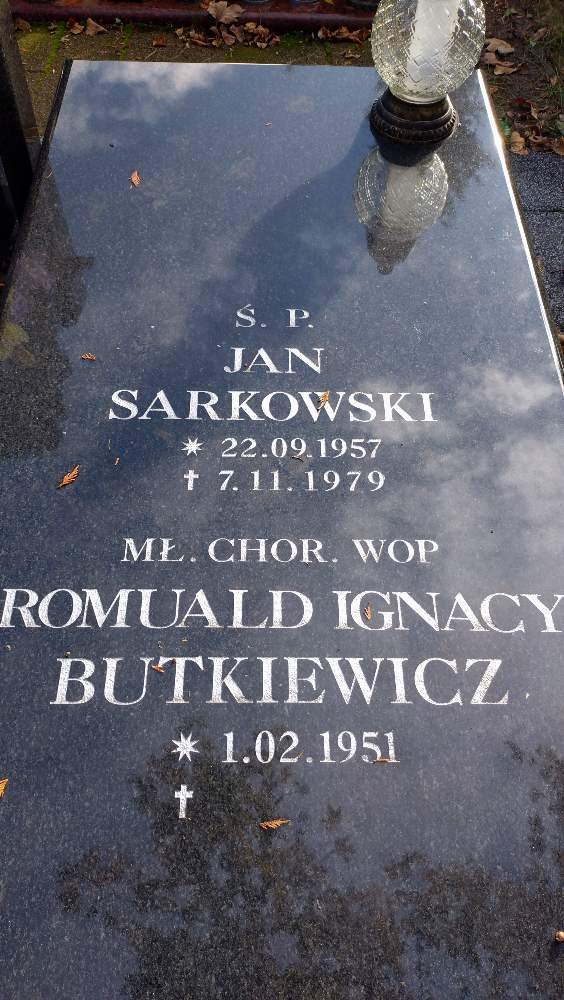 Ś. P.
JAN
SARKOWSKI
* 22.09.1957
✝ 7.11.1979
MŁ. CHOR. WOP
ROMUALD IGNACY
BUTKIEWICZ
* 1.02.1951
✝